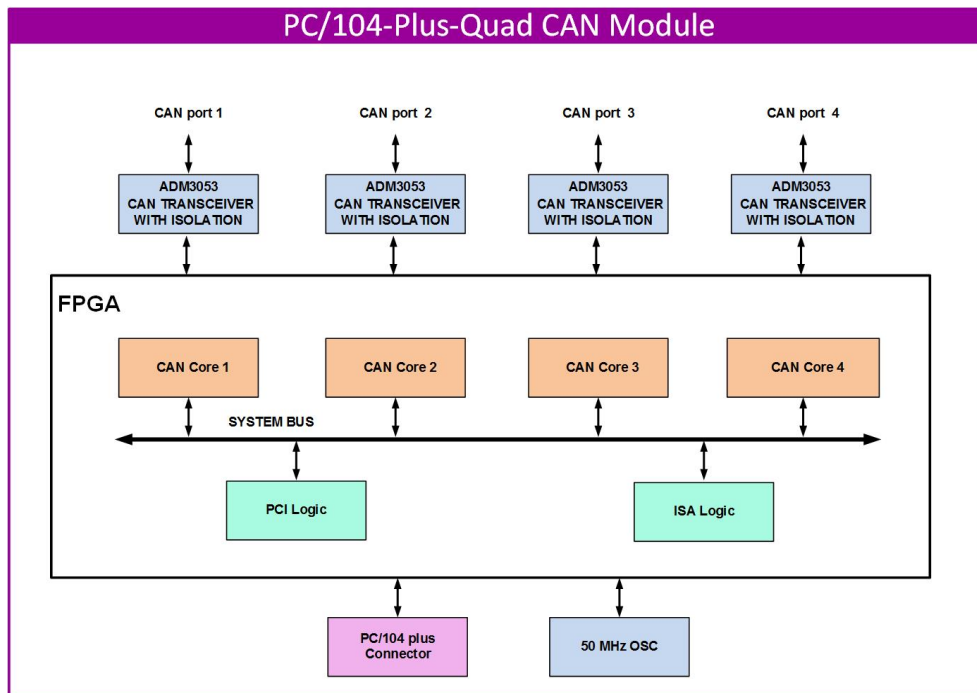 PC/104-Plus-Quad CAN Module
CAN port 1
CAN port 2
CAN port 3
CAN port 4
ADM3053
CAN TRANSCEIVER
WITH ISOLATION
ADM3053
CAN TRANSCEIVER
WITH ISOLATION
ADM3053
CAN TRANSCEIVER
WITH ISOLATION
ADM3053
CAN TRANSCEIVER
WITH ISOLATION
FPGA
CAN Core 1
CAN Core 2
CAN Core 3
CAN Core 4
SYSTEM BUS
PCI Logic
ISA Logic
PC/104 plus
Connector
50 MHz OSC